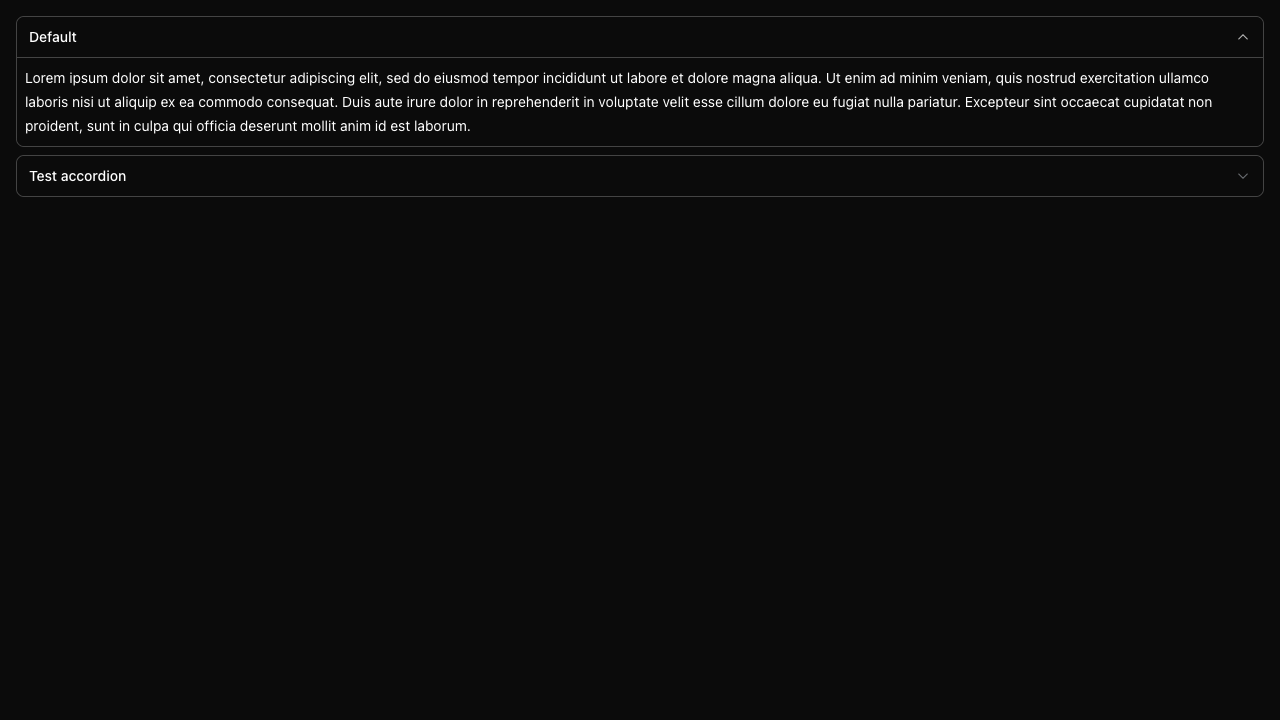 Default
Lorem ipsum dolor sit amet, consectetur adipiscing elit, sed do eiusmod tempor incididunt ut labore et dolore magna aliqua. Ut enim ad minim veniam, quis nostrud exercitation ullamco
laboris nisi ut aliquip ex ea commodo consequat. Duis aute irure dolor in reprehenderit in voluptate velit esse cillum dolore eu fugiat nulla pariatur. Excepteur sint occaecat cupidatat non
proident, sunt in culpa qui officia deserunt mollit anim id est laborum.
Test accordion